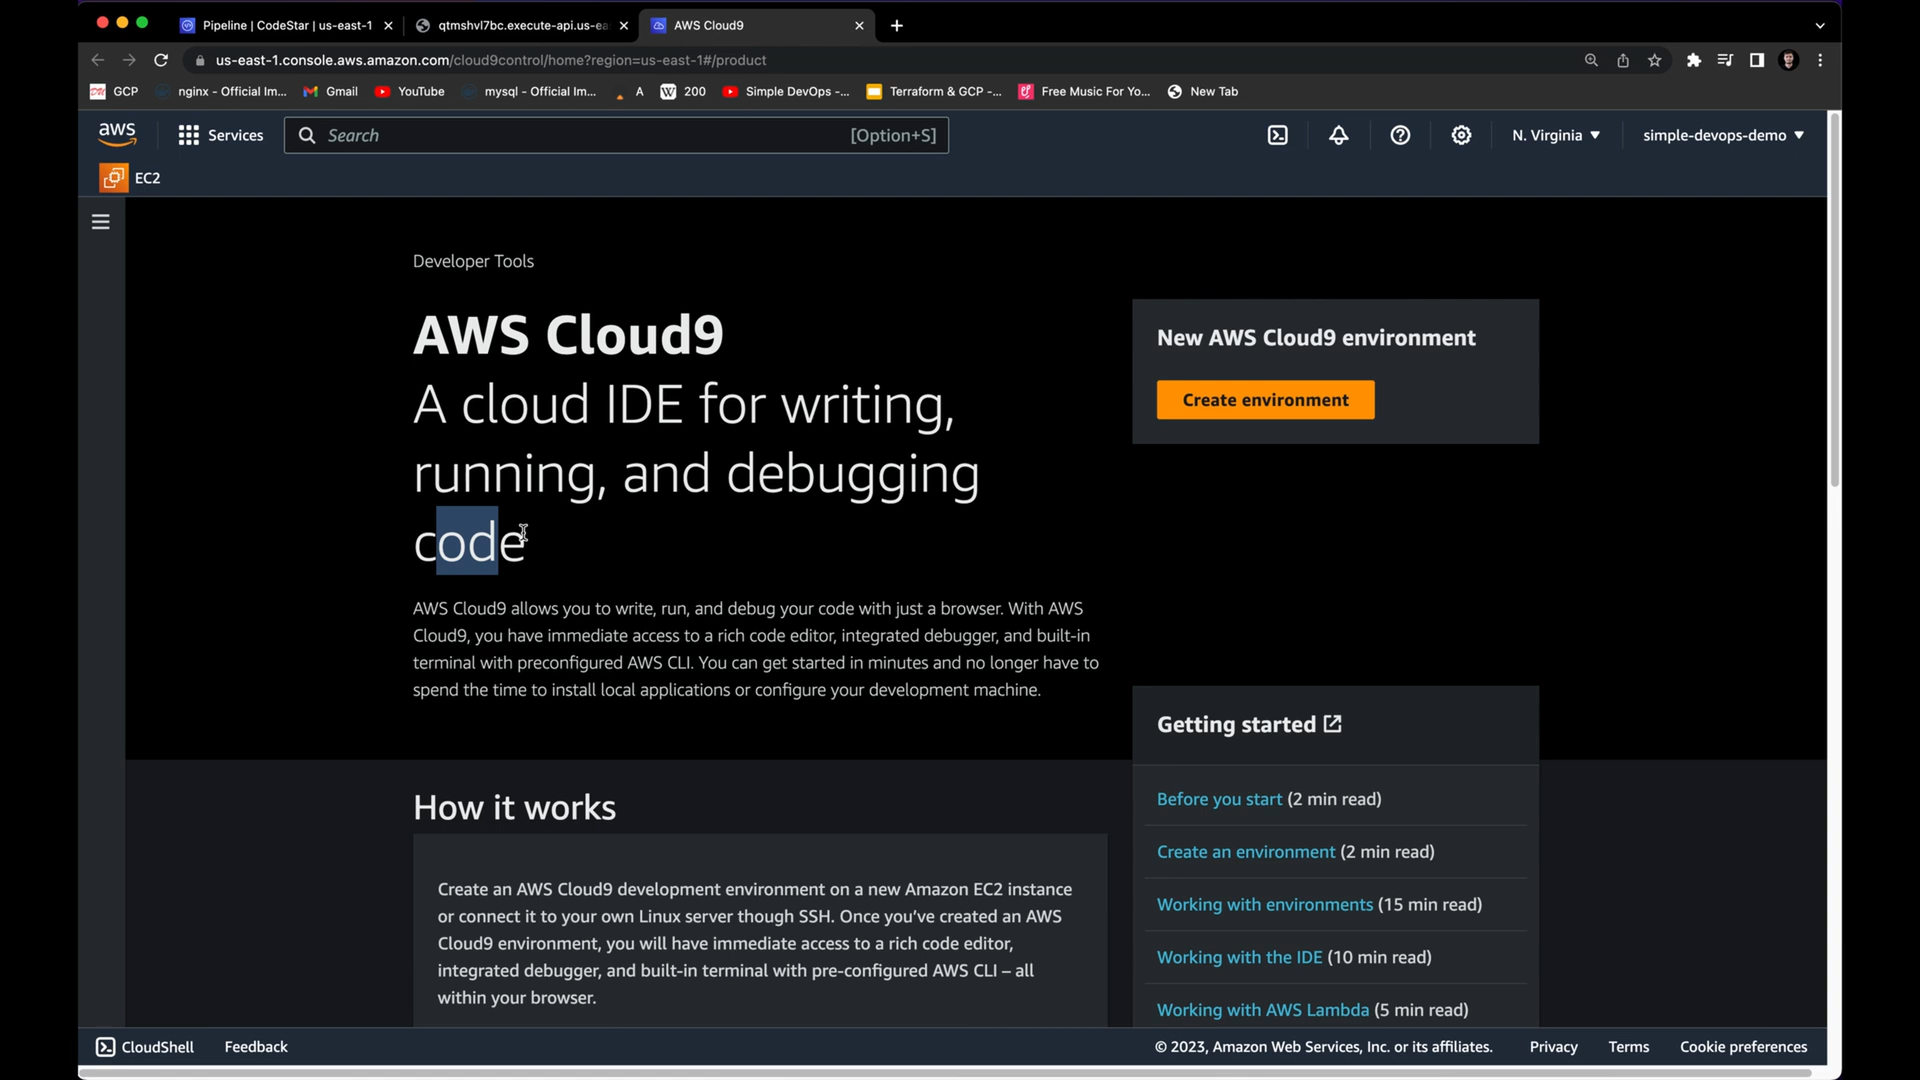 Pipeline | CodeStar | us-east-1
qtmshvl7bc.execute-api.us-ea
AWS Cloud9
us-east-1.console.aws.amazon.com/cloud9control/home?region=us-east-1#/product
GCP
nginx - Official Im...
Gmail
YouTube
mysql - Official Im...
A
W 200
Simple DevOps -...
Terraform & GCP -...
Free Music For Yo...
New Tab
aws
Services
Search
[Option+S]
N. Virginia
simple-devops-demo
EC2
Developer Tools
AWS Cloud9
A cloud IDE for writing,
running, and debugging
code
AWS Cloud9 allows you to write, run, and debug your code with just a browser. With AWS
Cloud9, you have immediate access to a rich code editor, integrated debugger, and built-in
terminal with preconfigured AWS CLI. You can get started in minutes and no longer have to
spend the time to install local applications or configure your development machine.
New AWS Cloud9 environment
Create environment
Getting started
Before you start (2 min read)
Create an environment (2 min read)
Working with environments (15 min read)
Working with the IDE (10 min read)
Working with AWS Lambda (5 min read)
How it works
Create an AWS Cloud9 development environment on a new Amazon EC2 instance
or connect it to your own Linux server though SSH. Once you've created an AWS
Cloud9 environment, you will have immediate access to a rich code editor,
integrated debugger, and built-in terminal with pre-configured AWS CLI – all
within your browser.
CloudShell
Feedback
© 2023, Amazon Web Services, Inc. or its affiliates.
Privacy
Terms
Cookie preferences